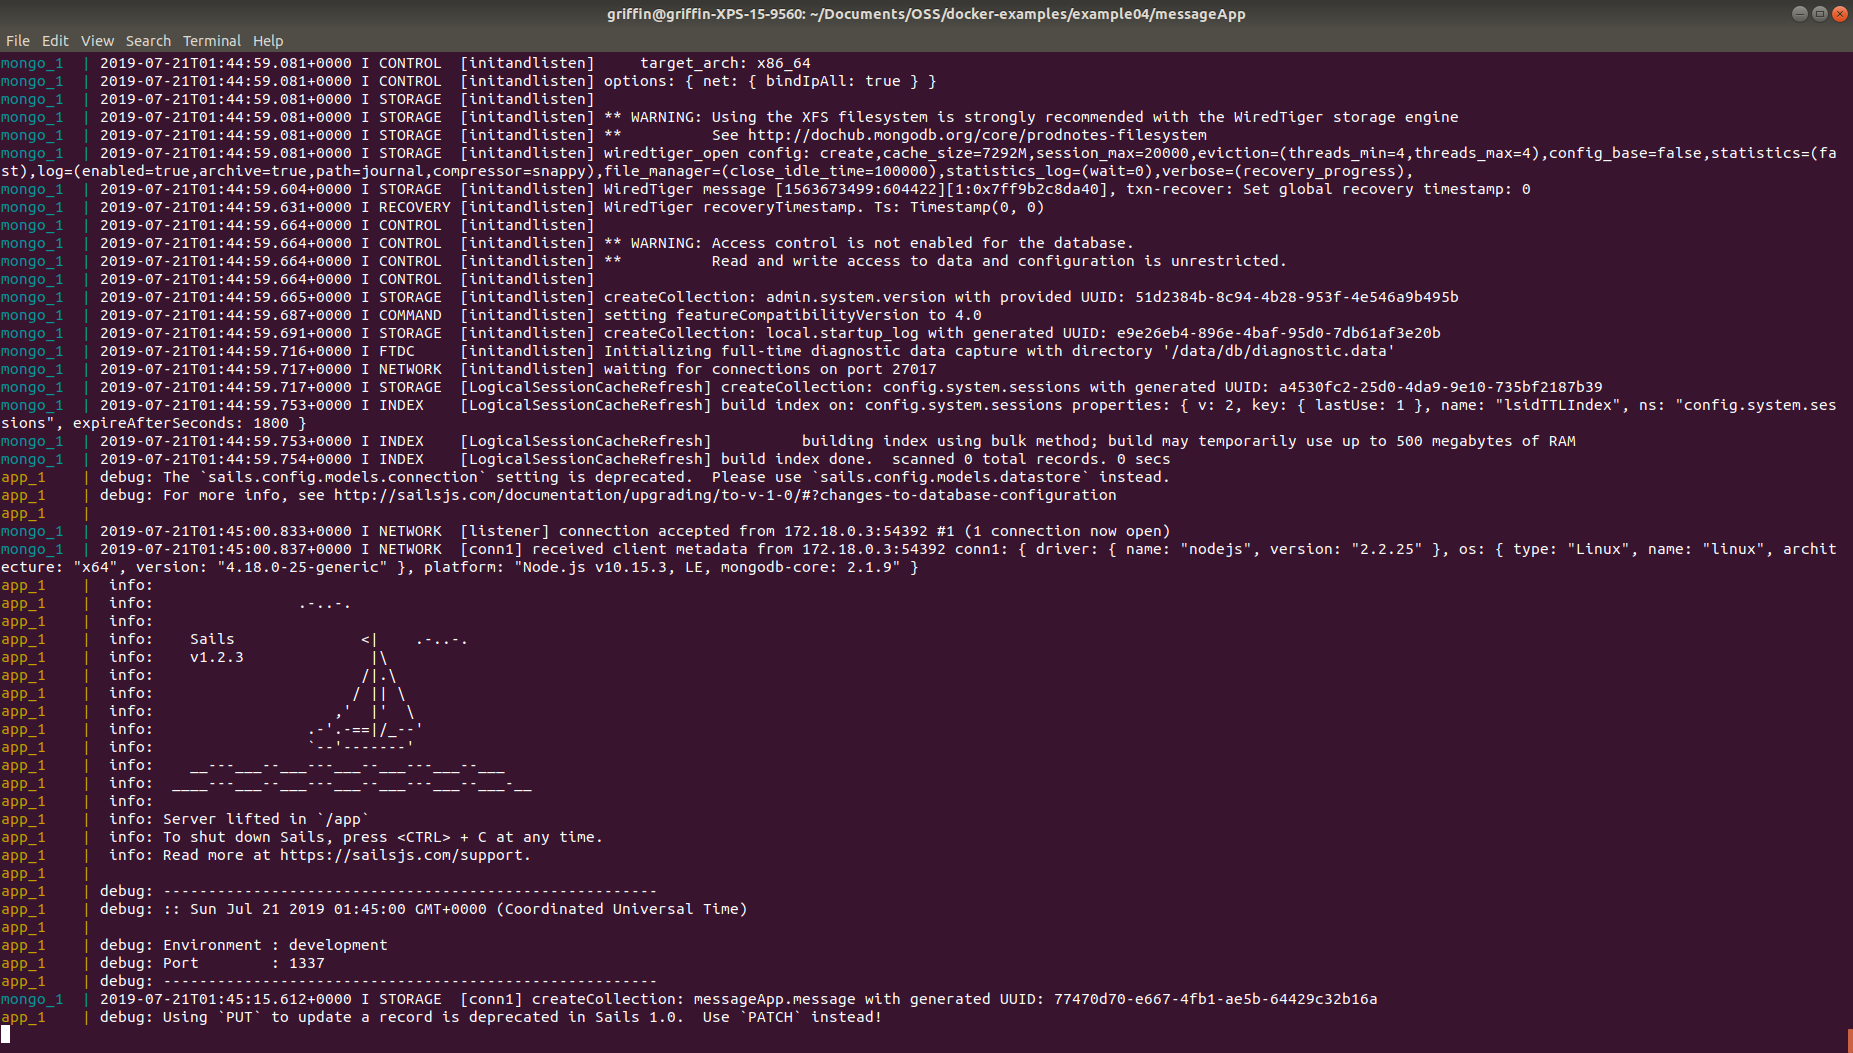 griffin@griffin-XPS-15-9560: ~/Documents/OSS/docker-examples/example04/messageApp
File Edit View Search Terminal Help
mongo_1  | 2019-07-21T01:44:59.081+0000 I CONTROL  [initandlisten]     target_arch: x86_64
mongo_1  | 2019-07-21T01:44:59.081+0000 I CONTROL  [initandlisten] options: { net: { bindIpAll: true } }
mongo_1  | 2019-07-21T01:44:59.081+0000 I STORAGE  [initandlisten]
mongo_1  | 2019-07-21T01:44:59.081+0000 I STORAGE  [initandlisten] ** WARNING: Using the XFS filesystem is strongly recommended with the WiredTiger storage engine
mongo_1  | 2019-07-21T01:44:59.081+0000 I STORAGE  [initandlisten] **          See http://dochub.mongodb.org/core/prodnotes-filesystem
mongo_1  | 2019-07-21T01:44:59.081+0000 I STORAGE  [initandlisten] wiredtiger_open config: create,cache_size=7292M,session_max=20000,eviction=(threads_min=4,threads_max=4),config_base=false,statistics=(fa
st),log=(enabled=true,archive=true,path=journal,compressor=snappy),file_manager=(close_idle_time=100000),statistics_log=(wait=0),verbose=(recovery_progress),
mongo_1  | 2019-07-21T01:44:59.604+0000 I STORAGE  [initandlisten] WiredTiger message [1563673499:604422][1:0x7ff9b2c8da40], txn-recover: Set global recovery timestamp: 0
mongo_1  | 2019-07-21T01:44:59.631+0000 I RECOVERY [initandlisten] WiredTiger recoveryTimestamp. Ts: Timestamp(0, 0)
mongo_1  | 2019-07-21T01:44:59.664+0000 I CONTROL  [initandlisten]
mongo_1  | 2019-07-21T01:44:59.664+0000 I CONTROL  [initandlisten] ** WARNING: Access control is not enabled for the database.
mongo_1  | 2019-07-21T01:44:59.664+0000 I CONTROL  [initandlisten] **          Read and write access to data and configuration is unrestricted.
mongo_1  | 2019-07-21T01:44:59.664+0000 I CONTROL  [initandlisten]
mongo_1  | 2019-07-21T01:44:59.665+0000 I STORAGE  [initandlisten] createCollection: admin.system.version with provided UUID: 51d2384b-8c94-4b28-953f-4e546a9b495b
mongo_1  | 2019-07-21T01:44:59.687+0000 I COMMAND  [initandlisten] setting featureCompatibilityVersion to 4.0
mongo_1  | 2019-07-21T01:44:59.691+0000 I STORAGE  [initandlisten] createCollection: local.startup_log with generated UUID: e9e26eb4-896e-4baf-95d0-7db61af3e20b
mongo_1  | 2019-07-21T01:44:59.716+0000 I FTDC     [initandlisten] Initializing full-time diagnostic data capture with directory '/data/db/diagnostic.data'
mongo_1  | 2019-07-21T01:44:59.717+0000 I NETWORK  [initandlisten] waiting for connections on port 27017
mongo_1  | 2019-07-21T01:44:59.717+0000 I STORAGE  [LogicalSessionCacheRefresh] createCollection: config.system.sessions with generated UUID: a4530fc2-25d0-4da9-9e10-735bf2187b39
mongo_1  | 2019-07-21T01:44:59.753+0000 I INDEX    [LogicalSessionCacheRefresh] build index on: config.system.sessions properties: { v: 2, key: { lastUse: 1 }, name: "lsidTTLIndex", ns: "config.system.ses
sions", expireAfterSeconds: 1800 }
mongo_1  | 2019-07-21T01:44:59.753+0000 I INDEX    [LogicalSessionCacheRefresh]          building index using bulk method; build may temporarily use up to 500 megabytes of RAM
mongo_1  | 2019-07-21T01:44:59.754+0000 I INDEX    [LogicalSessionCacheRefresh] build index done.  scanned 0 total records. 0 secs
app_1    | debug: The `sails.config.models.connection` setting is deprecated.  Please use `sails.config.models.datastore` instead.
app_1    | debug: For more info, see http://sailsjs.com/documentation/upgrading/to-v-1-0/#?changes-to-database-configuration
app_1    |
mongo_1  | 2019-07-21T01:45:00.833+0000 I NETWORK  [listener] connection accepted from 172.18.0.3:54392 #1 (1 connection now open)
mongo_1  | 2019-07-21T01:45:00.837+0000 I NETWORK  [conn1] received client metadata from 172.18.0.3:54392 conn1: { driver: { name: "nodejs", version: "2.2.25" }, os: { type: "Linux", name: "linux", archit
ecture: "x64", version: "4.18.0-25-generic" }, platform: "Node.js v10.15.3, LE, mongodb-core: 2.1.9" }
app_1    |  info:
app_1    |  info:                .-..-.
app_1    |  info:
app_1    |  info:    Sails              <|    .-..-.
app_1    |  info:    v1.2.3              |\
app_1    |  info:                       /|.\
app_1    |  info:                      / || \
app_1    |  info:                    ,'  |'  \
app_1    |  info:                 .-'.-==|/_--'
app_1    |  info:                 `--'-------'
app_1    |  info:    __---___--___---___--___---___--___
app_1    |  info:  ____---___--___---___--___---___--___-__
app_1    |  info:
app_1    |  info: Server lifted in `/app`
app_1    |  info: To shut down Sails, press <CTRL> + C at any time.
app_1    |  info: Read more at https://sailsjs.com/support.
app_1    |
app_1    | debug: -------------------------------------------------------
app_1    | debug: :: Sun Jul 21 2019 01:45:00 GMT+0000 (Coordinated Universal Time)
app_1    |
app_1    | debug: Environment : development
app_1    | debug: Port        : 1337
app_1    | debug: -------------------------------------------------------
mongo_1  | 2019-07-21T01:45:15.612+0000 I STORAGE  [conn1] createCollection: messageApp.message with generated UUID: 77470d70-e667-4fb1-ae5b-64429c32b16a
app_1    | debug: Using `PUT` to update a record is deprecated in Sails 1.0.  Use `PATCH` instead!